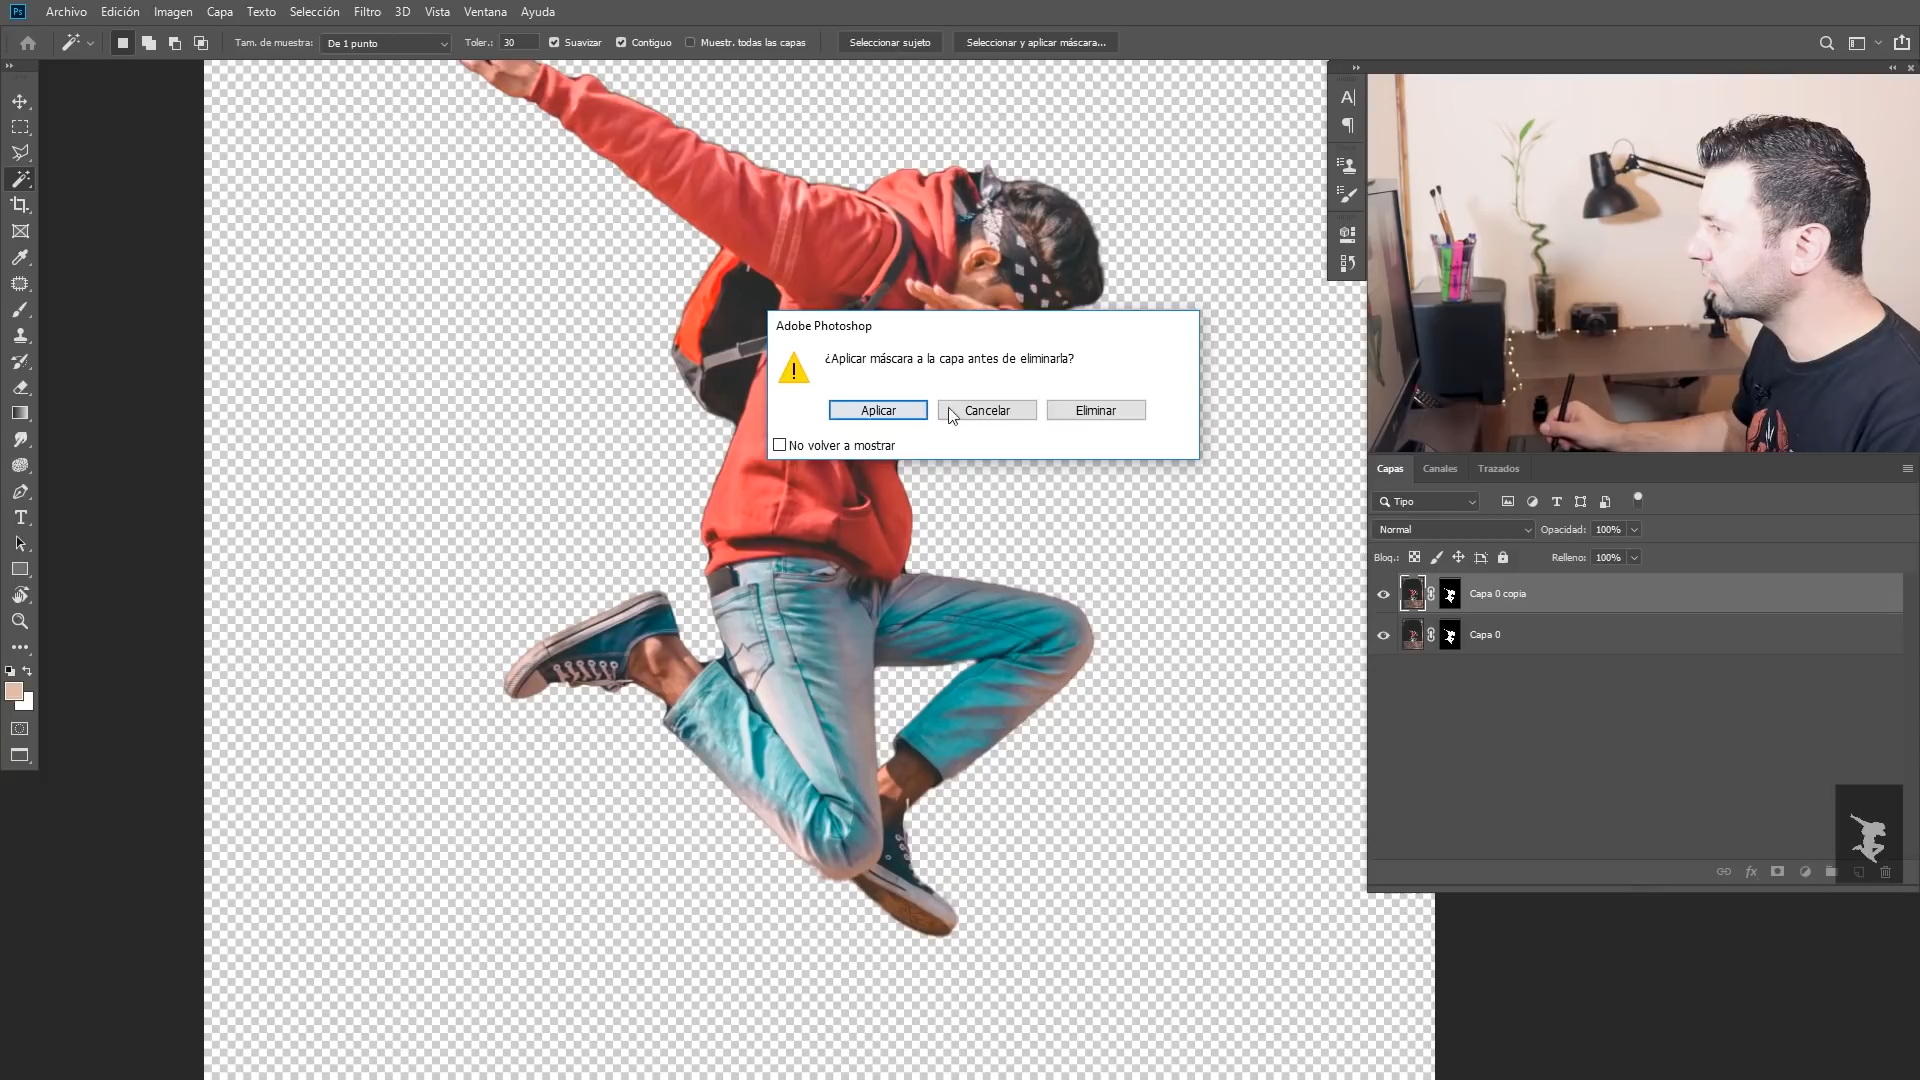 Ps Archivo Edición Imagen Capa Texto Selección Filtro 3D Vista Ventana Ayuda
Tam. de muestra: De 1 punto Toler.: 30 Suavizar Contiguo Muestr. todas las capas Seleccionar sujeto Seleccionar y aplicar máscara...
Adobe Photoshop
¿Aplicar máscara a la capa antes de eliminarla?
Aplicar Cancelar Eliminar
No volver a mostrar
Capas Canales Trazados
Tipo
Normal Opacidad: 100%
Bloq.: Relleno: 100%
Capa 0 copia
Capa 0